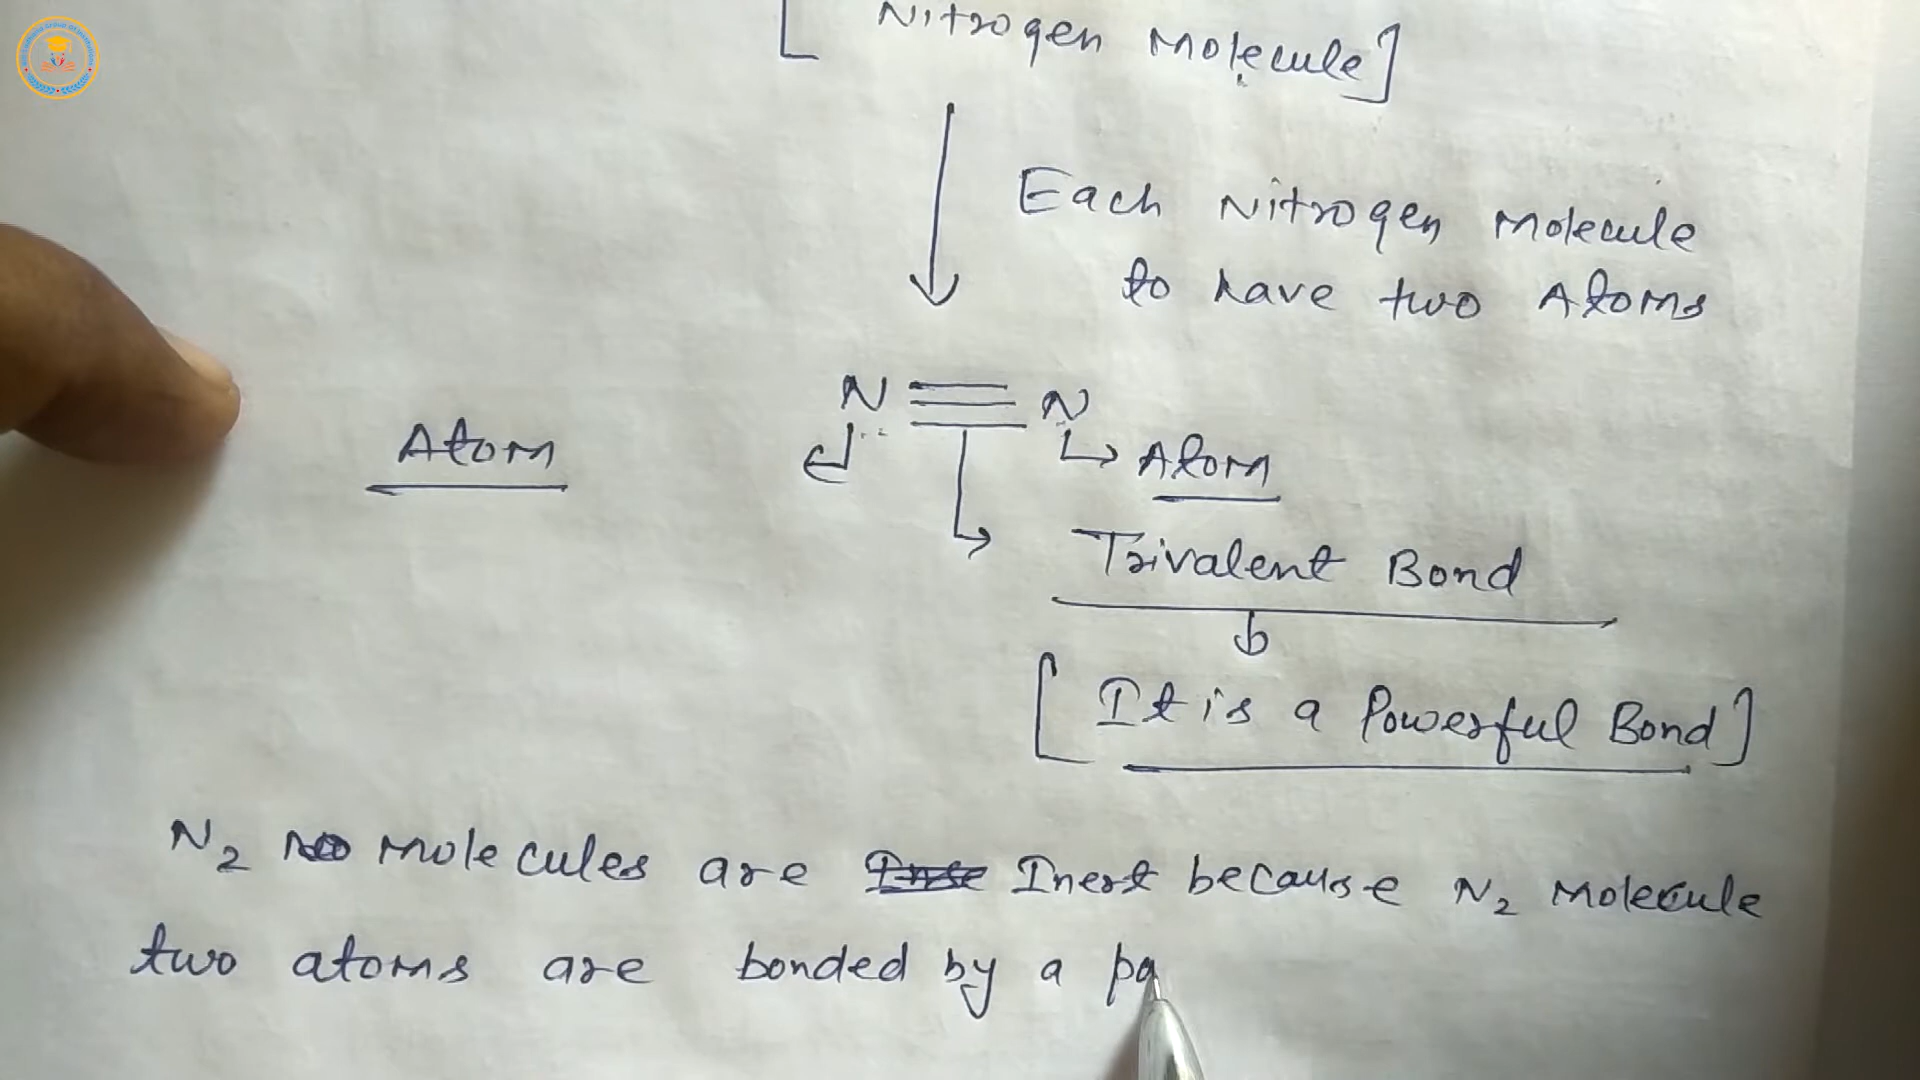 [ Nitrogen Molecule]
Each Nitrogen Molecule
to have two Atoms
N ≡ N
Atom
Atom
Trivalent Bond
[ It is a Powerful Bond]
N2 molecules are Inert because N2 Molecule
two atoms are bonded by a po